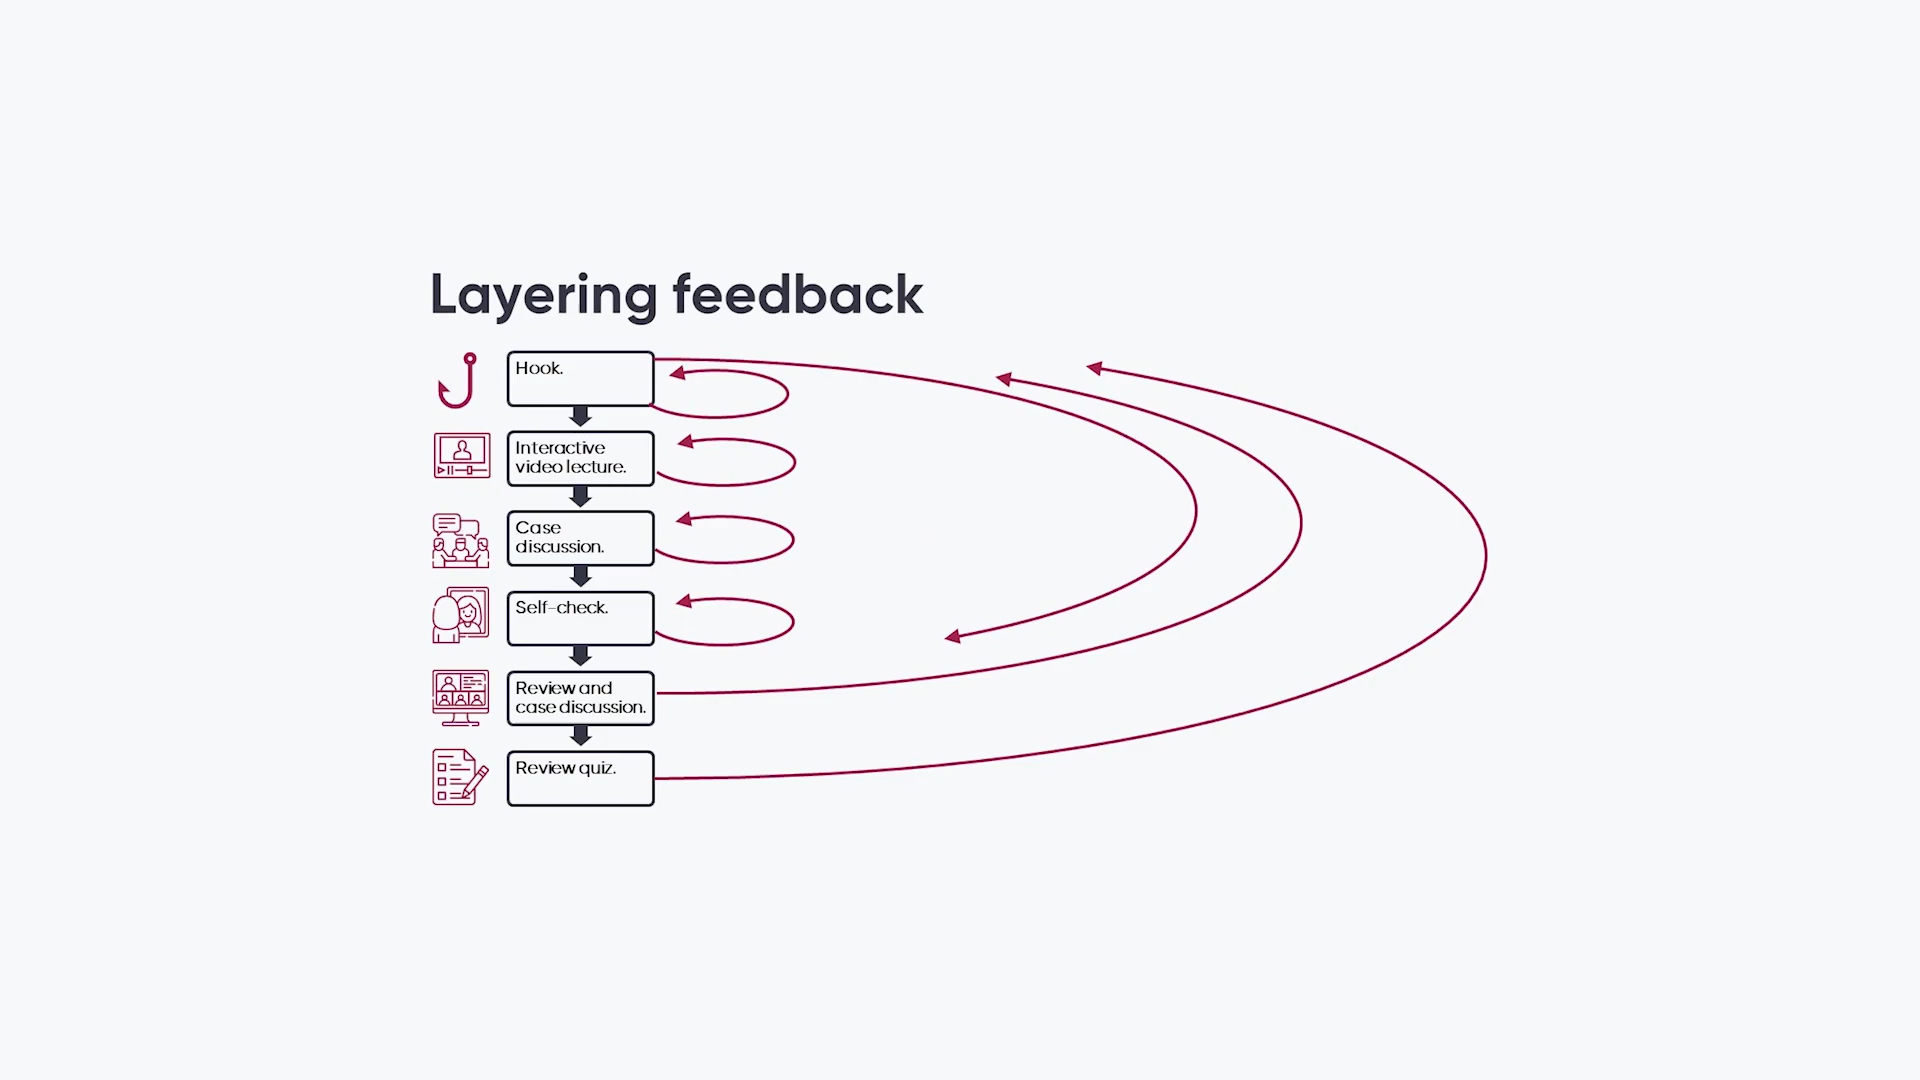 Layering feedback
Hook.
Interactive
video lecture.
Case
discussion.
Self-check.
Review and
case discussion.
Review quiz.